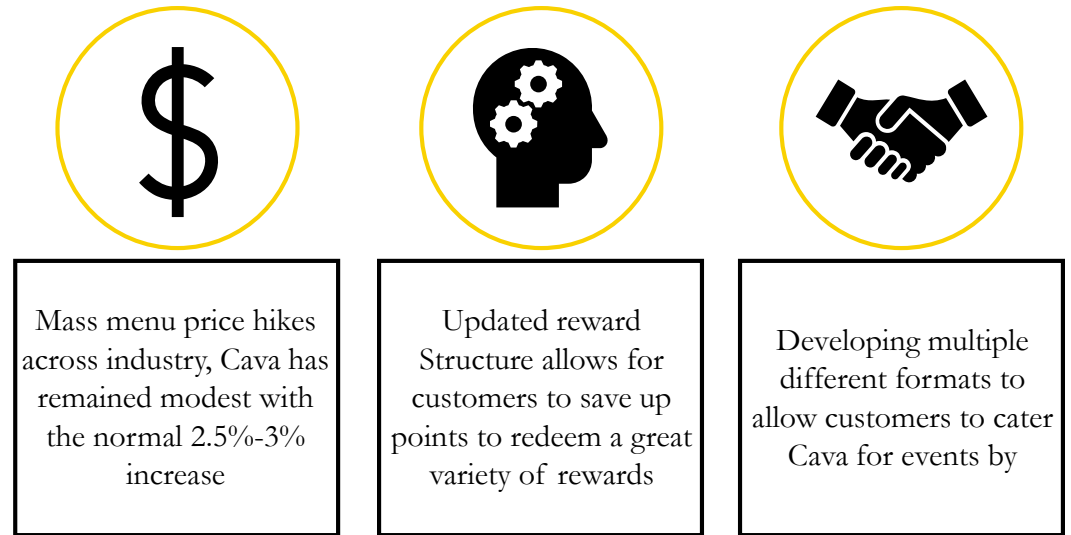 Mass menu price hikes
across industry, Cava has
remained modest with
the normal 2.5%-3%
increase
Updated reward
Structure allows for
customers to save up
points to redeem a great
variety of rewards
Developing multiple
different formats to
allow customers to cater
Cava for events by